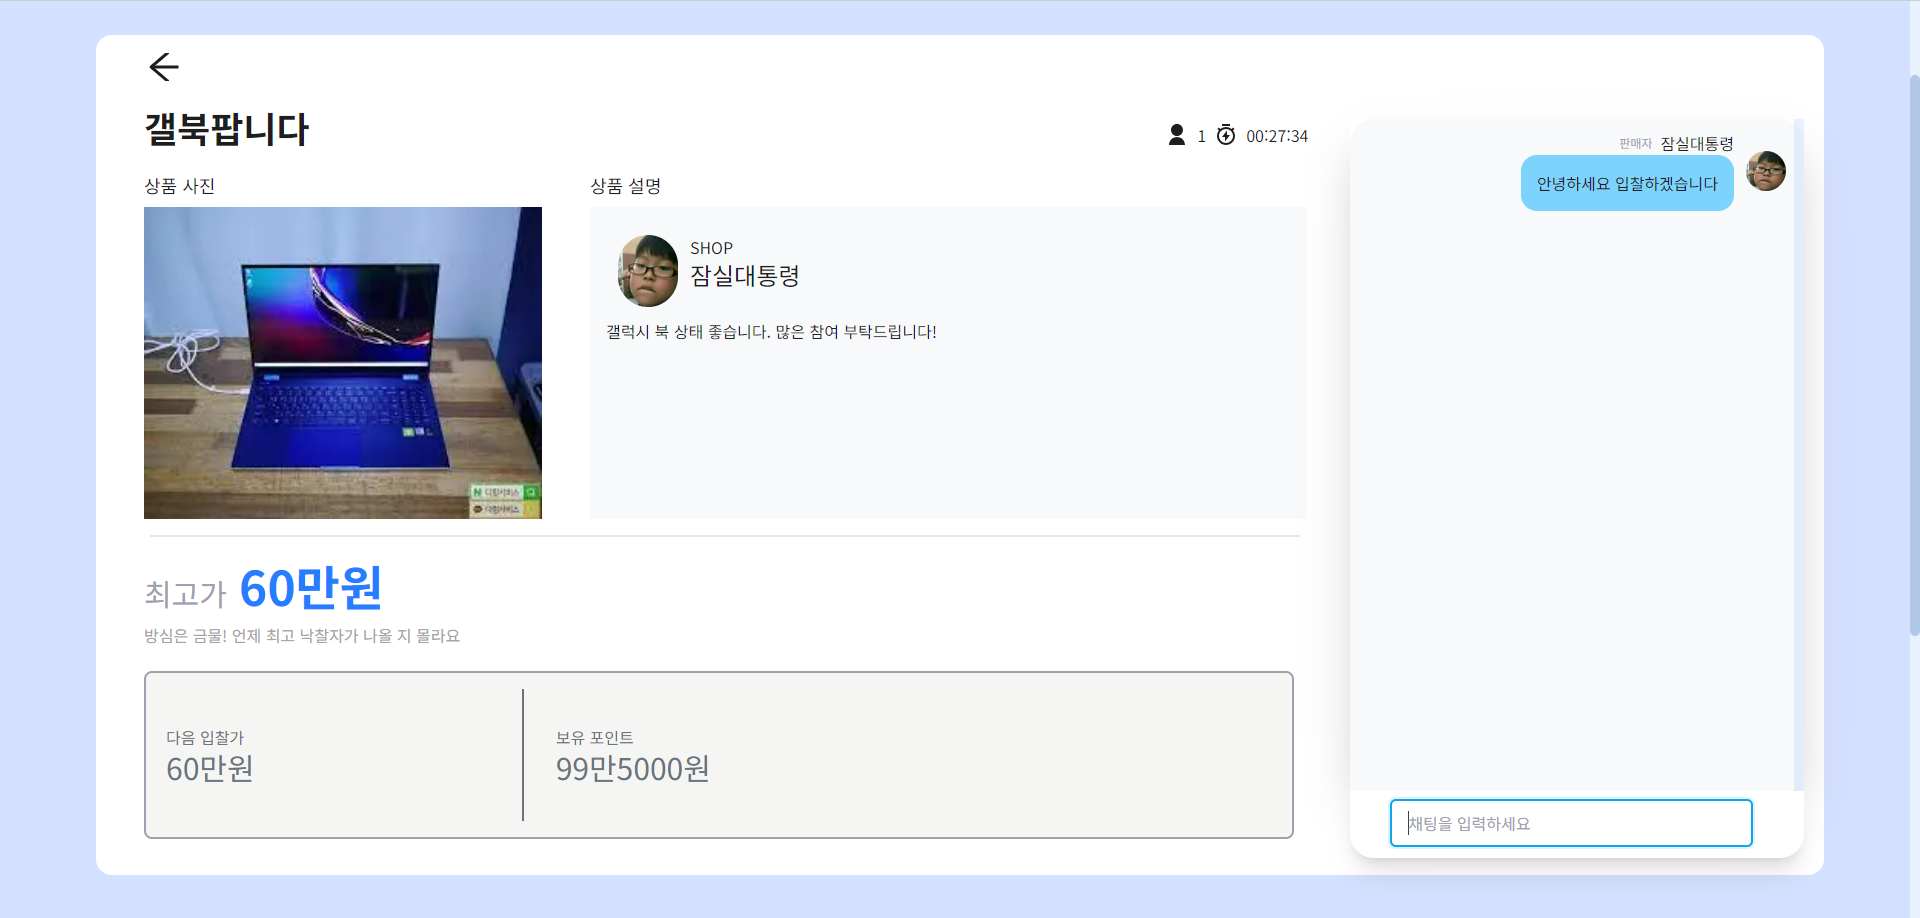 갤북팝니다
1 00:27:34
상품 사진
상품 설명
SHOP
잠실대통령
갤럭시 북 상태 좋습니다. 많은 참여 부탁드립니다!
최고가 60만원
방심은 금물! 언제 최고 낙찰자가 나올 지 몰라요
다음 입찰가
60만원
보유 포인트
99만5000원
판매자 잠실대통령
안녕하세요 입찰하겠습니다
채팅을 입력하세요